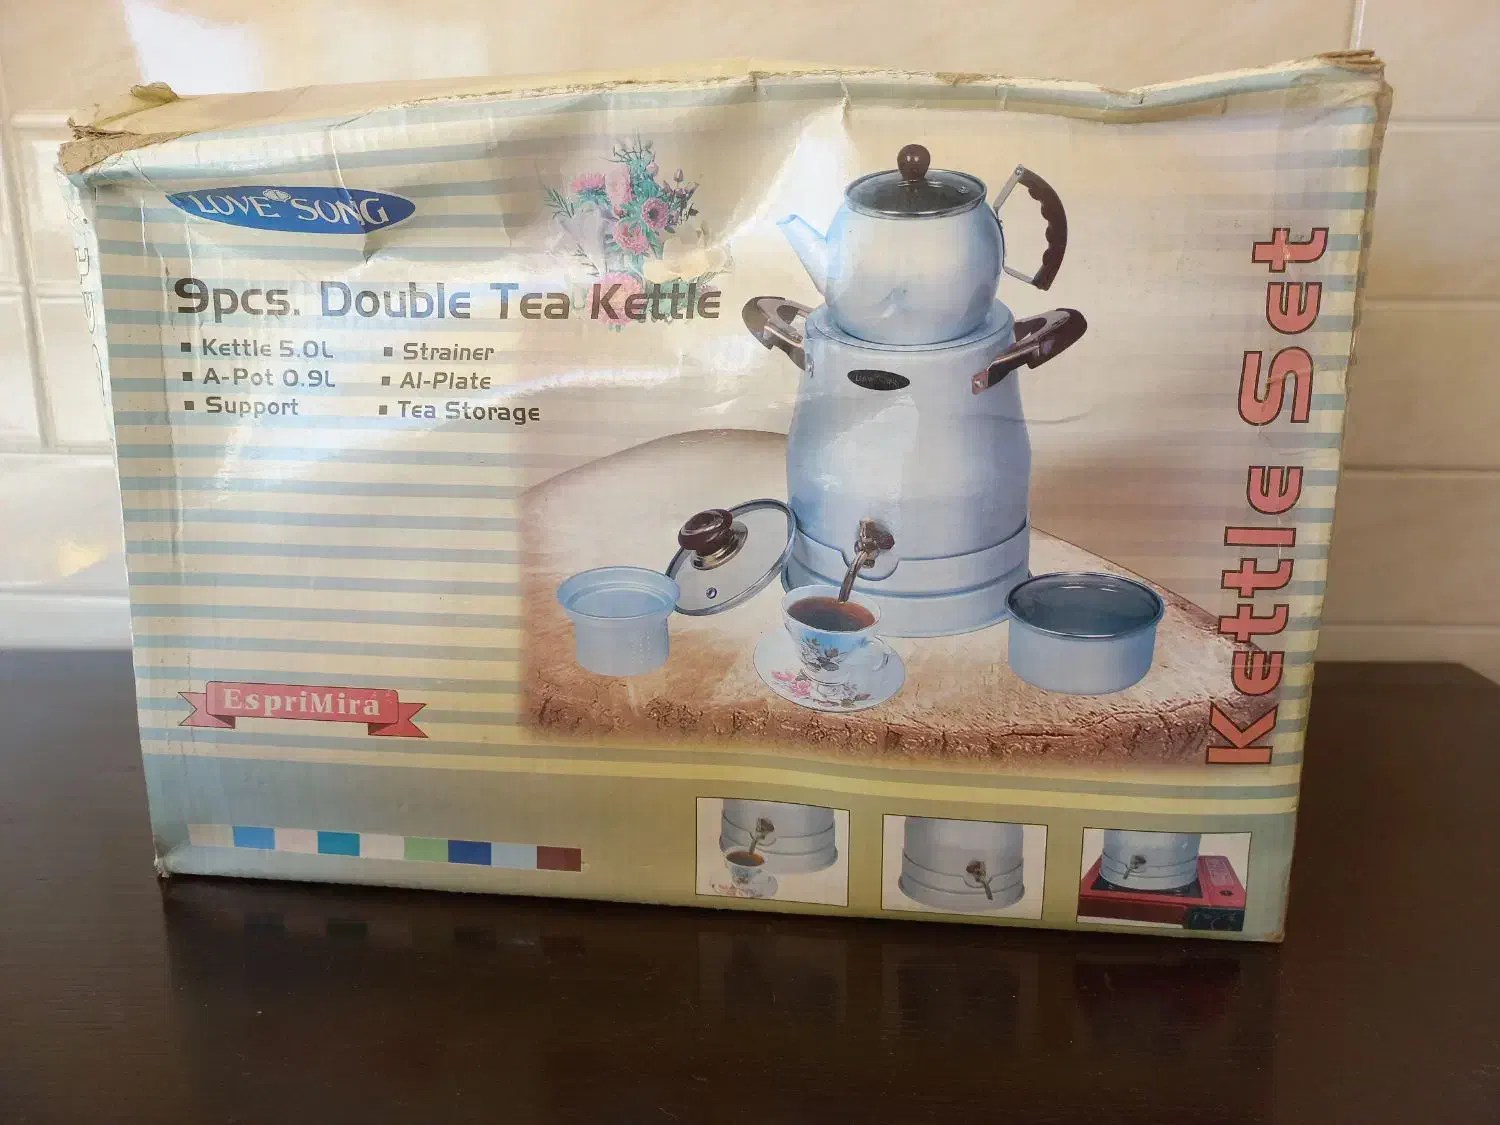 LOVE SONG
9pcs. Double Tea Kettle
▪ Kettle 5.0L
▪ A-Pot 0.9L
▪ Support
▪ Strainer
▪ Al-Plate
▪ Tea Storage
EspriMira
Kettle Set